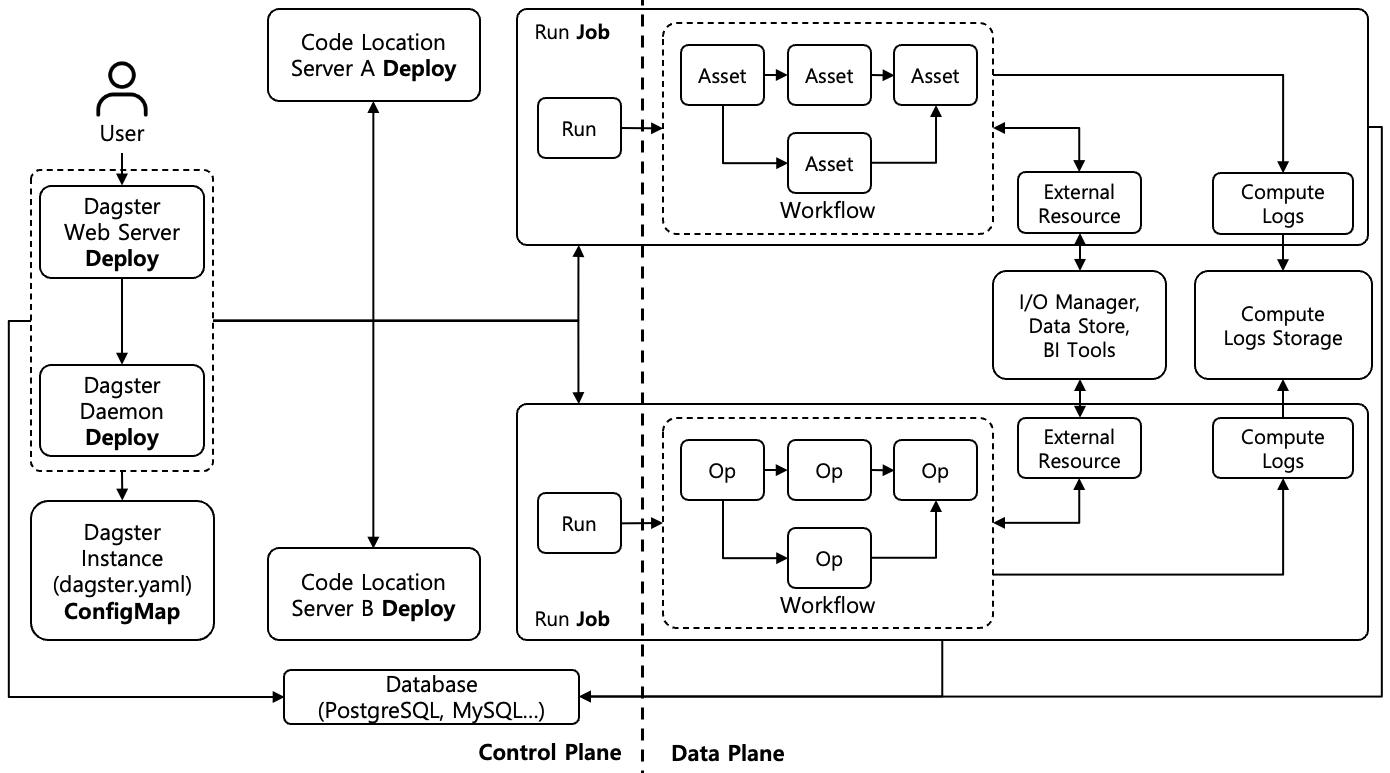 User
Dagster
Web Server
Deploy
Dagster
Daemon
Deploy
Dagster
Instance
(dagster.yaml)
ConfigMap
Code Location
Server A Deploy
Code Location
Server B Deploy
Database
(PostgreSQL, MySQL...)
Run Job
Run
Asset
Asset
Asset
Asset
Workflow
External
Resource
Compute
Logs
I/O Manager,
Data Store,
BI Tools
Compute
Logs Storage
External
Resource
Compute
Logs
Run
Op
Op
Op
Op
Workflow
Run Job
Control Plane
Data Plane